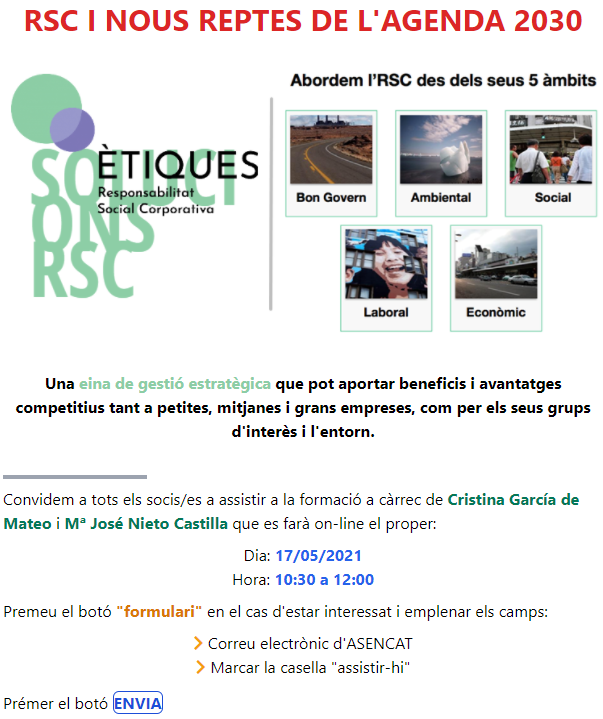 RSC I NOUS REPTES DE L'AGENDA 2030
SOLUCI
ONS
RSC
ÈTIQUES
Responsabilitat
Social Corporativa
Abordem l'RSC des dels seus 5 àmbits
Bon Govern
Ambiental
Social
Laboral
Econòmic
Una eina de gestió estratègica que pot aportar beneficis i avantatges
competitius tant a petites, mitjanes i grans empreses, com per els seus grups
d'interès i l'entorn.
Convidem a tots els socis/es a assistir a la formació a càrrec de Cristina García de
Mateo i Mª José Nieto Castilla que es farà on-line el proper:
Dia: 17/05/2021
Hora: 10:30 a 12:00
Premeu el botó "formulari" en el cas d'estar interessat i emplenar els camps:
Correu electrònic d'ASENCAT
Marcar la casella "assistir-hi"
Prémer el botó ENVIA